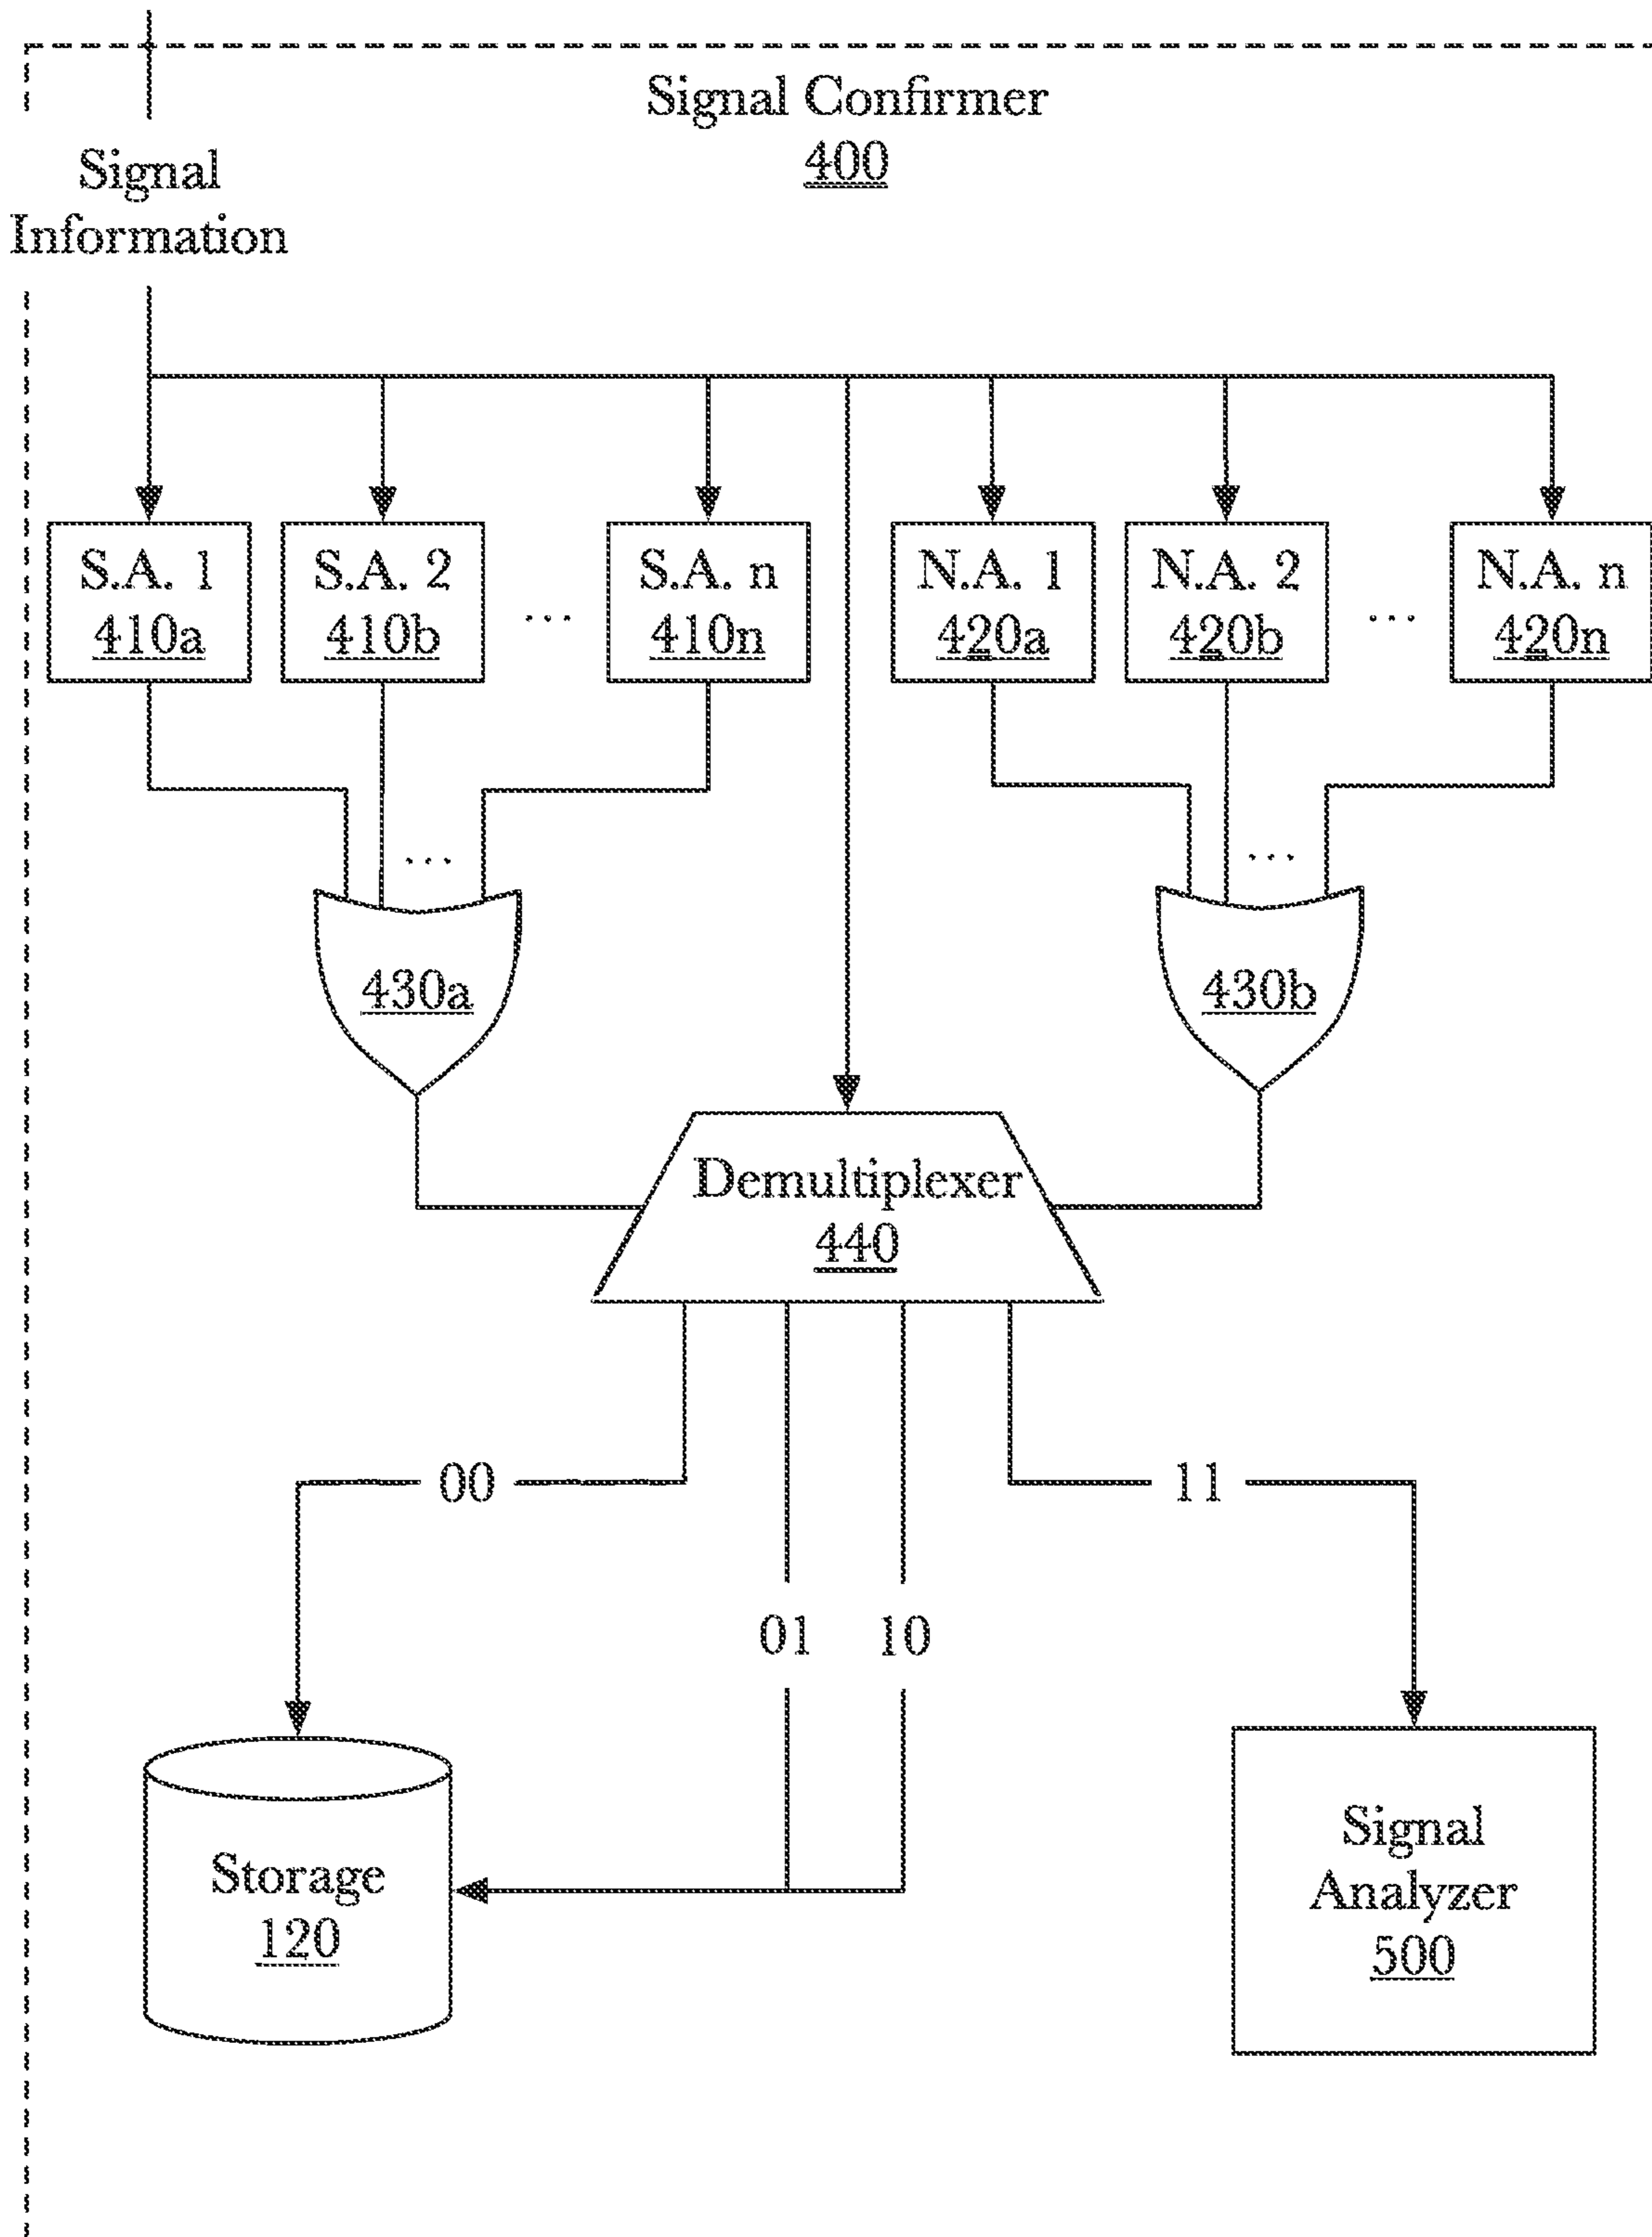 Signal Confirmer
400
Signal
Information
S.A. 1
410a
S.A. 2
410b
...
S.A. n
410n
N.A. 1
420a
N.A. 2
420b
...
N.A. n
420n
...
...
430a
430b
Demultiplexer
440
00
11
01
10
Storage
120
Signal
Analyzer
500